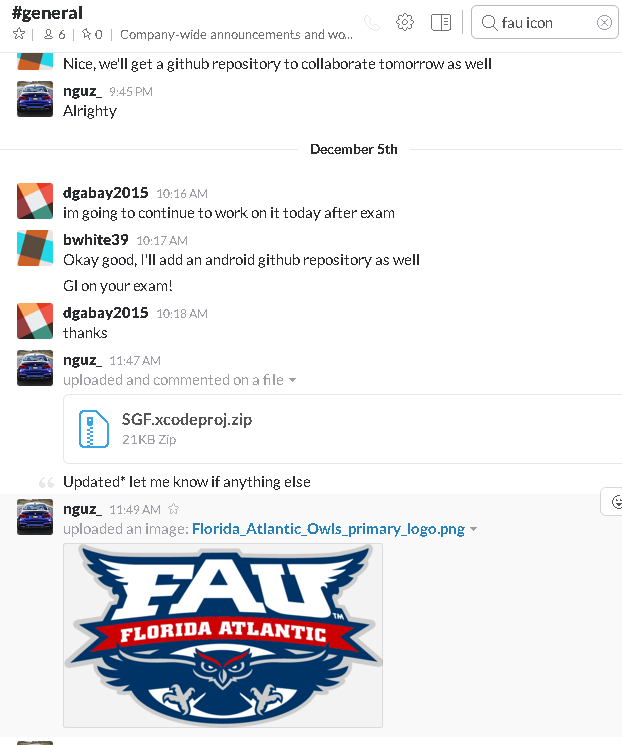 #general
6 | 0 | Company-wide announcements and wo...
fau icon
Nice, we'll get a github repository to collaborate tomorrow as well
nguz_ 9:45 PM
Alrighty
December 5th
dgabay2015 10:16 AM
im going to continue to work on it today after exam
bwhite39 10:17 AM
Okay good, I'll add an android github repository as well
Gl on your exam!
dgabay2015 10:18 AM
thanks
nguz_ 11:47 AM
uploaded and commented on a file
SGF.xcodeproj.zip
21KB Zip
Updated* let me know if anything else
nguz_ 11:49 AM
uploaded an image: Florida_Atlantic_Owls_primary_logo.png
FAU
TM
FLORIDA ATLANTIC